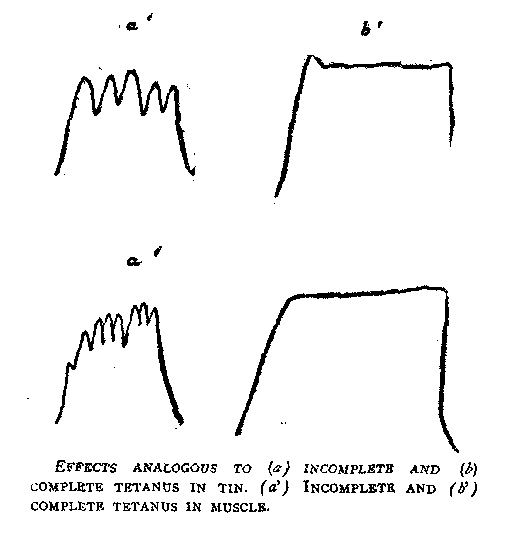 a'
b'
a'
EFFECTS ANALOGOUS TO (a) INCOMPLETE AND (b)
COMPLETE TETANUS IN TIN. (a') INCOMPLETE AND (b')
COMPLETE TETANUS IN MUSCLE.